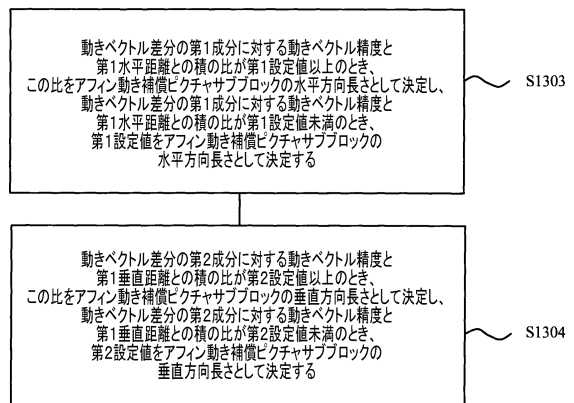 動きベクトル差分の第1成分に対する動きベクトル精度と
第1水平距離との積の比が第1設定値以上のとき、
この比をアフィン動き補償ピクチャサブブロックの水平方向長さとして決定し、
動きベクトル差分の第1成分に対する動きベクトル精度と
第1水平距離との積の比が第1設定値未満のとき、
第1設定値をアフィン動き補償ピクチャサブブロックの
水平方向長さとして決定する
S1303
動きベクトル差分の第2成分に対する動きベクトル精度と
第1垂直距離との積の比が第2設定値以上のとき、
この比をアフィン動き補償ピクチャサブブロックの垂直方向長さとして決定し、
動きベクトル差分の第2成分に対する動きベクトル精度と
第1垂直距離との積の比が第2設定値未満のとき、
第2設定値をアフィン動き補償ピクチャサブブロックの
垂直方向長さとして決定する
S1304